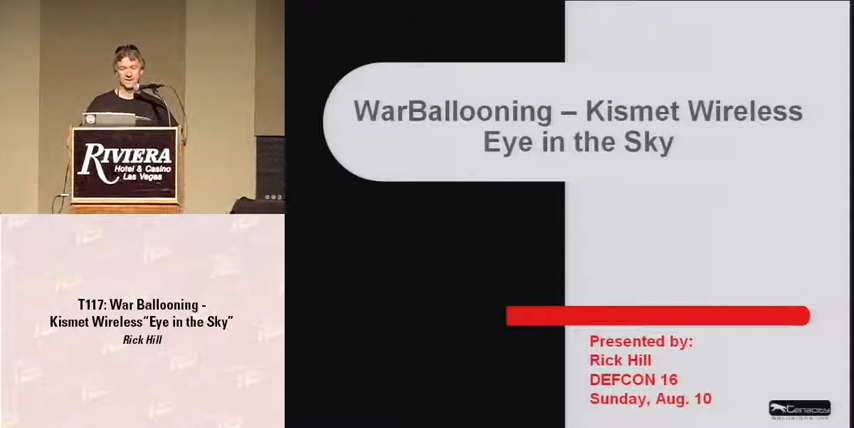 RIVIERA
Hotel & Casino
Las Vegas
T117: War Ballooning -
Kismet Wireless“Eye in the Sky”
Rick Hill
WarBallooning – Kismet Wireless
Eye in the Sky
Presented by:
Rick Hill
DEFCON 16
Sunday, Aug. 10
Tenacity